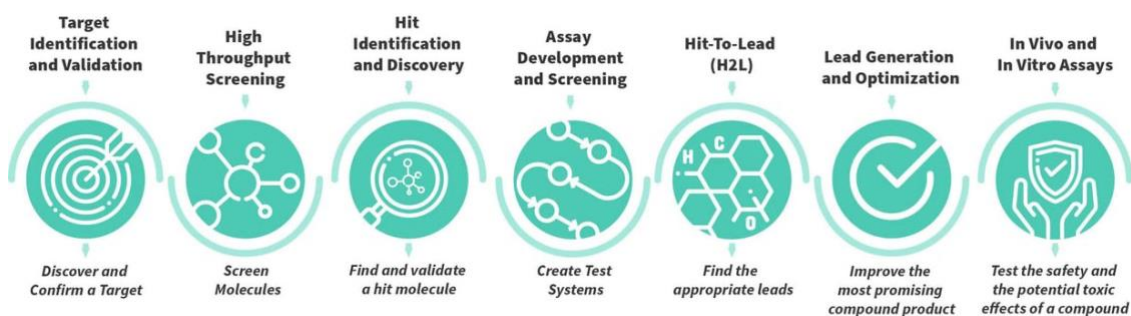 Target
Identification
and Validation
High
Throughput
Screening
Hit
Identification
and Discovery
Assay
Development
and Screening
Hit-To-Lead
(H2L)
Lead Generation
and Optimization
In Vivo and
In Vitro Assays
H
C
O
Discover and
Confirm a Target
Screen
Molecules
Find and validate
a hit molecule
Create Test
Systems
Find the
appropriate leads
Improve the
most promising
compound product
Test the safety and
the potential toxic
effects of a compound